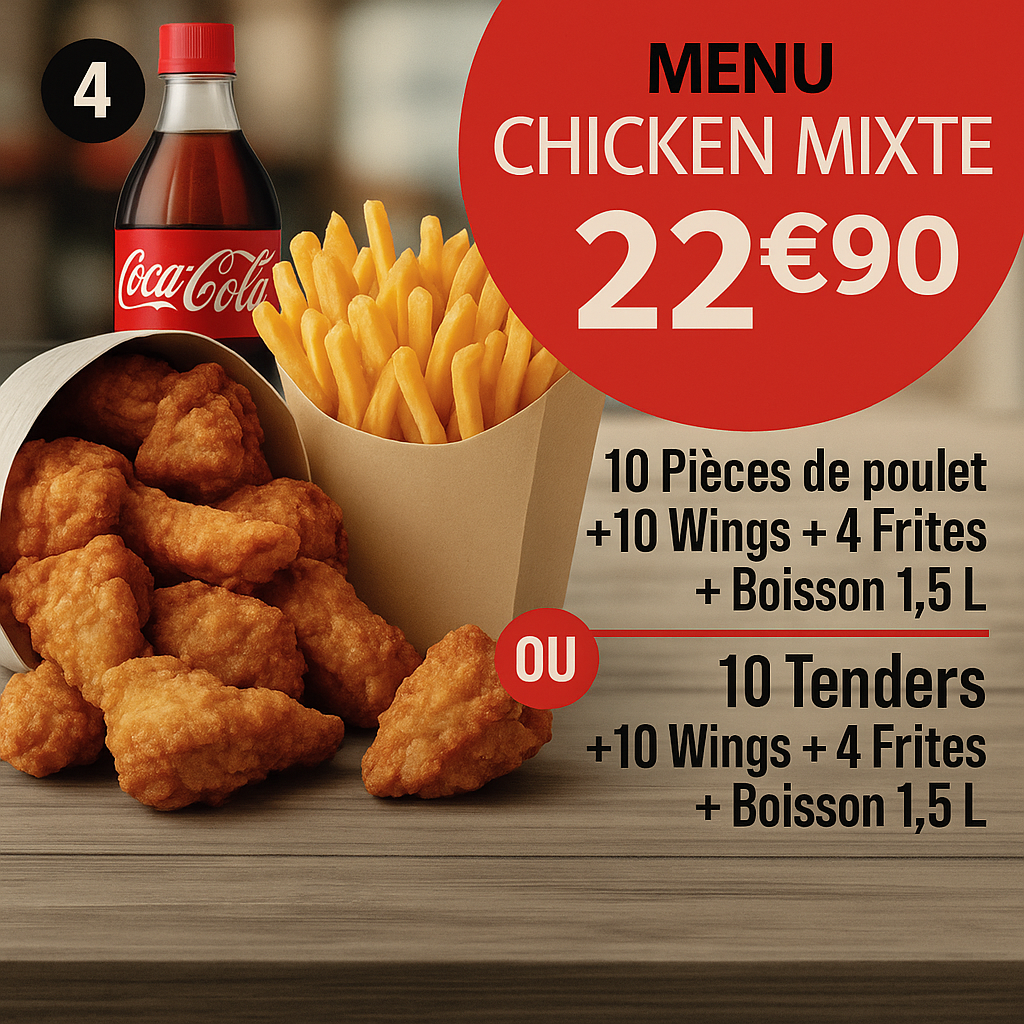 4
MENU
CHICKEN MIXTE
22€90
Coca-Cola
10 Pièces de poulet
+10 Wings + 4 Frites
+ Boisson 1,5 L
OU
10 Tenders
+10 Wings + 4 Frites
+ Boisson 1,5 L